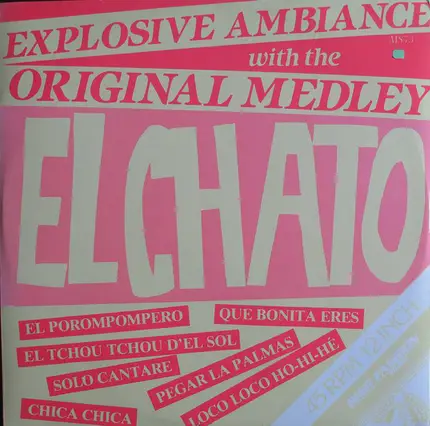 EXPLOSIVE AMBIANCE
with the
ORIGINAL MEDLEY
EL CHATO
EL POROMPOMPERO
QUE BONITA ERES
EL TCHOU TCHOU D'EL SOL
SOLO CANTARE
PEGAR LA PALMAS
CHICA CHICA
LOCO LOCO HO-HI-HÉ
45 RPM 12 INCH